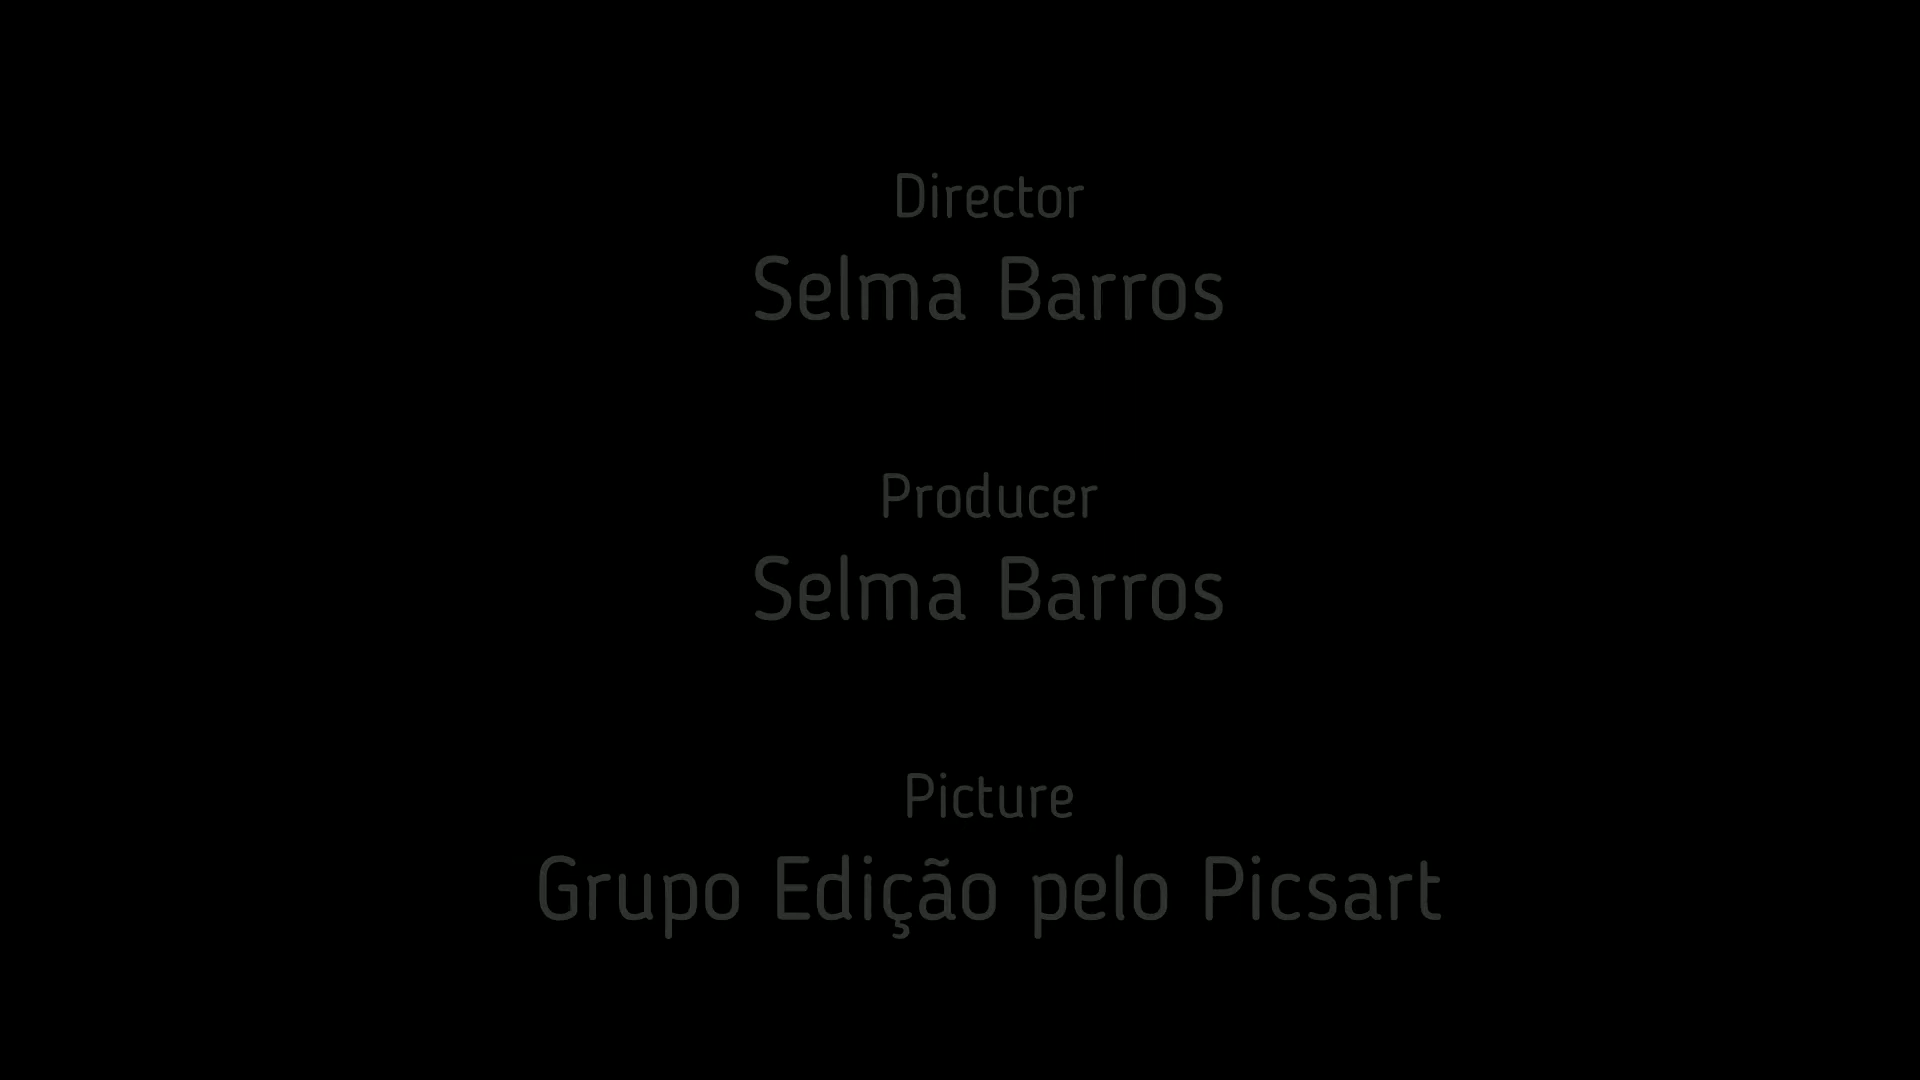 Director
Selma Barros
Producer
Selma Barros
Picture
Grupo Edição pelo Picsart